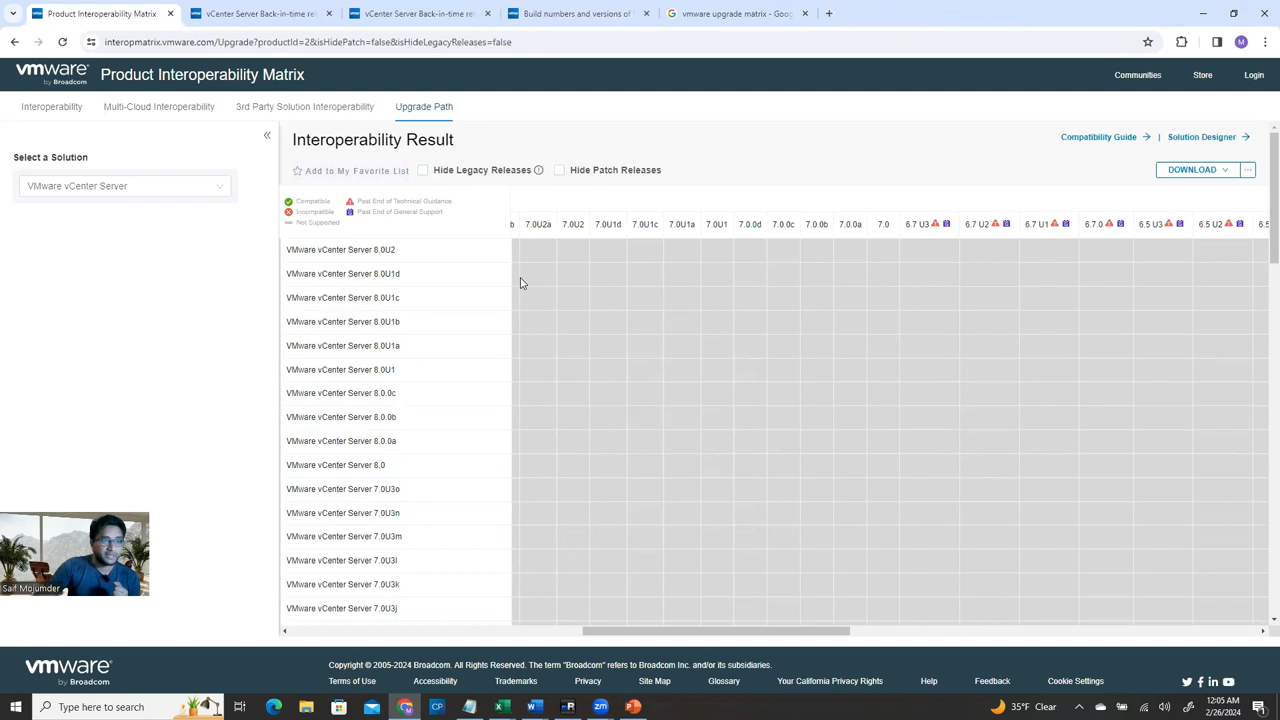 Product Interoperability Matrix
vCenter Server Back-in-time rel
vCenter Server Back-in-time rel
Build numbers and versions of
vmware upgrade matrix - Goog
interopmatrix.vmware.com/Upgrade?productId=2&isHidePatch=false&isHideLegacyReleases=false
M
vmware
by Broadcom
Product Interoperability Matrix
Communities
Store
Login
Interoperability
Multi-Cloud Interoperability
3rd Party Solution Interoperability
Upgrade Path
Select a Solution
VMware vCenter Server
Interoperability Result
Compatibility Guide
Solution Designer
Add to My Favorite List
Hide Legacy Releases
Hide Patch Releases
DOWNLOAD
Compatible
Past End of Technical Guidance
Incompatible
Past End of General Support
Not Supported
b 7.0U2a 7.0U2 7.0U1d 7.0U1c 7.0U1a 7.0U1 7.0.0d 7.0.0c 7.0.0b 7.0.0a 7.0 6.7 U3 6.7 U2 6.7 U1 6.7.0 6.5 U3 6.5 U2 6.5
VMware vCenter Server 8.0U2
VMware vCenter Server 8.0U1d
VMware vCenter Server 8.0U1c
VMware vCenter Server 8.0U1b
VMware vCenter Server 8.0U1a
VMware vCenter Server 8.0U1
VMware vCenter Server 8.0.0c
VMware vCenter Server 8.0.0b
VMware vCenter Server 8.0.0a
VMware vCenter Server 8.0
VMware vCenter Server 7.0U3o
VMware vCenter Server 7.0U3n
VMware vCenter Server 7.0U3m
VMware vCenter Server 7.0U3l
VMware vCenter Server 7.0U3k
VMware vCenter Server 7.0U3j
Saif Mojumder
vmware
by Broadcom
Copyright © 2005-2024 Broadcom. All Rights Reserved. The term "Broadcom" refers to Broadcom Inc. and/or its subsidiaries.
Terms of Use
Accessibility
Trademarks
Privacy
Site Map
Glossary
Your California Privacy Rights
Help
Feedback
Cookie Settings
Type here to search
35°F Clear
12:05 AM
2/26/2024